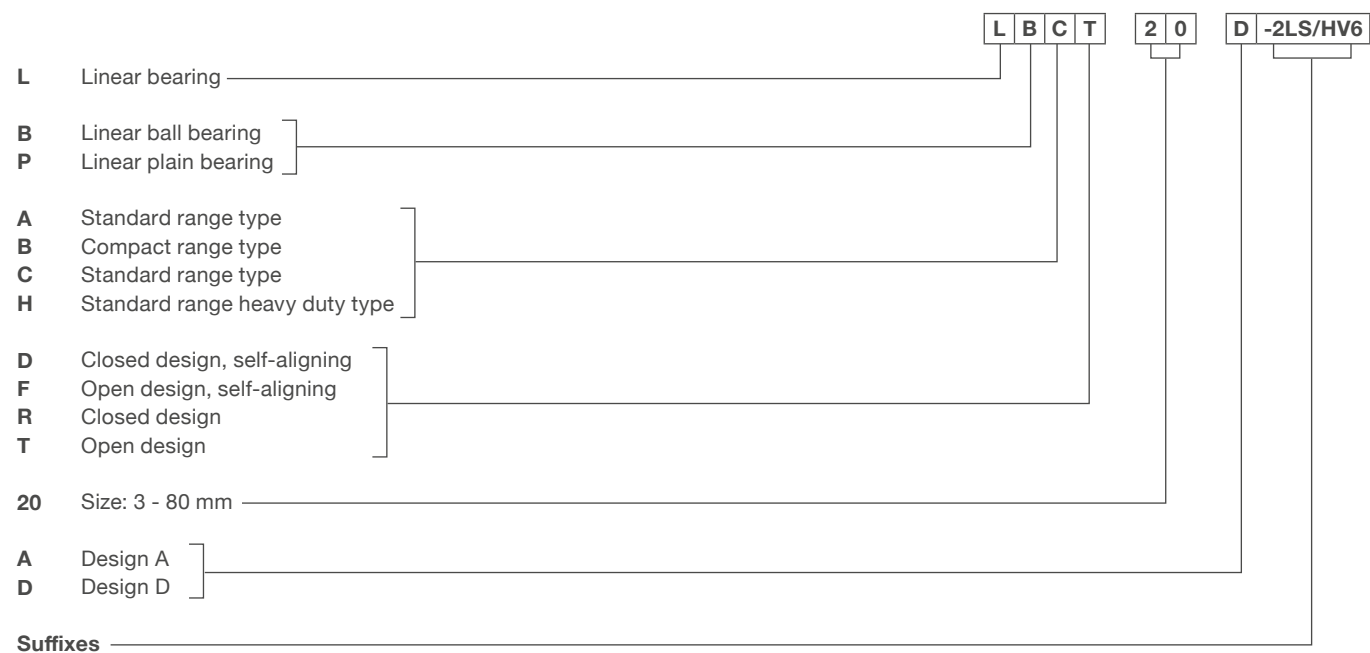 L B C T 2 0 D -2LS/HV6
L Linear bearing
B Linear ball bearing
P Linear plain bearing
A Standard range type
B Compact range type
C Standard range type
H Standard range heavy duty type
D Closed design, self-aligning
F Open design, self-aligning
R Closed design
T Open design
20 Size: 3 - 80 mm
A Design A
D Design D
Suffixes